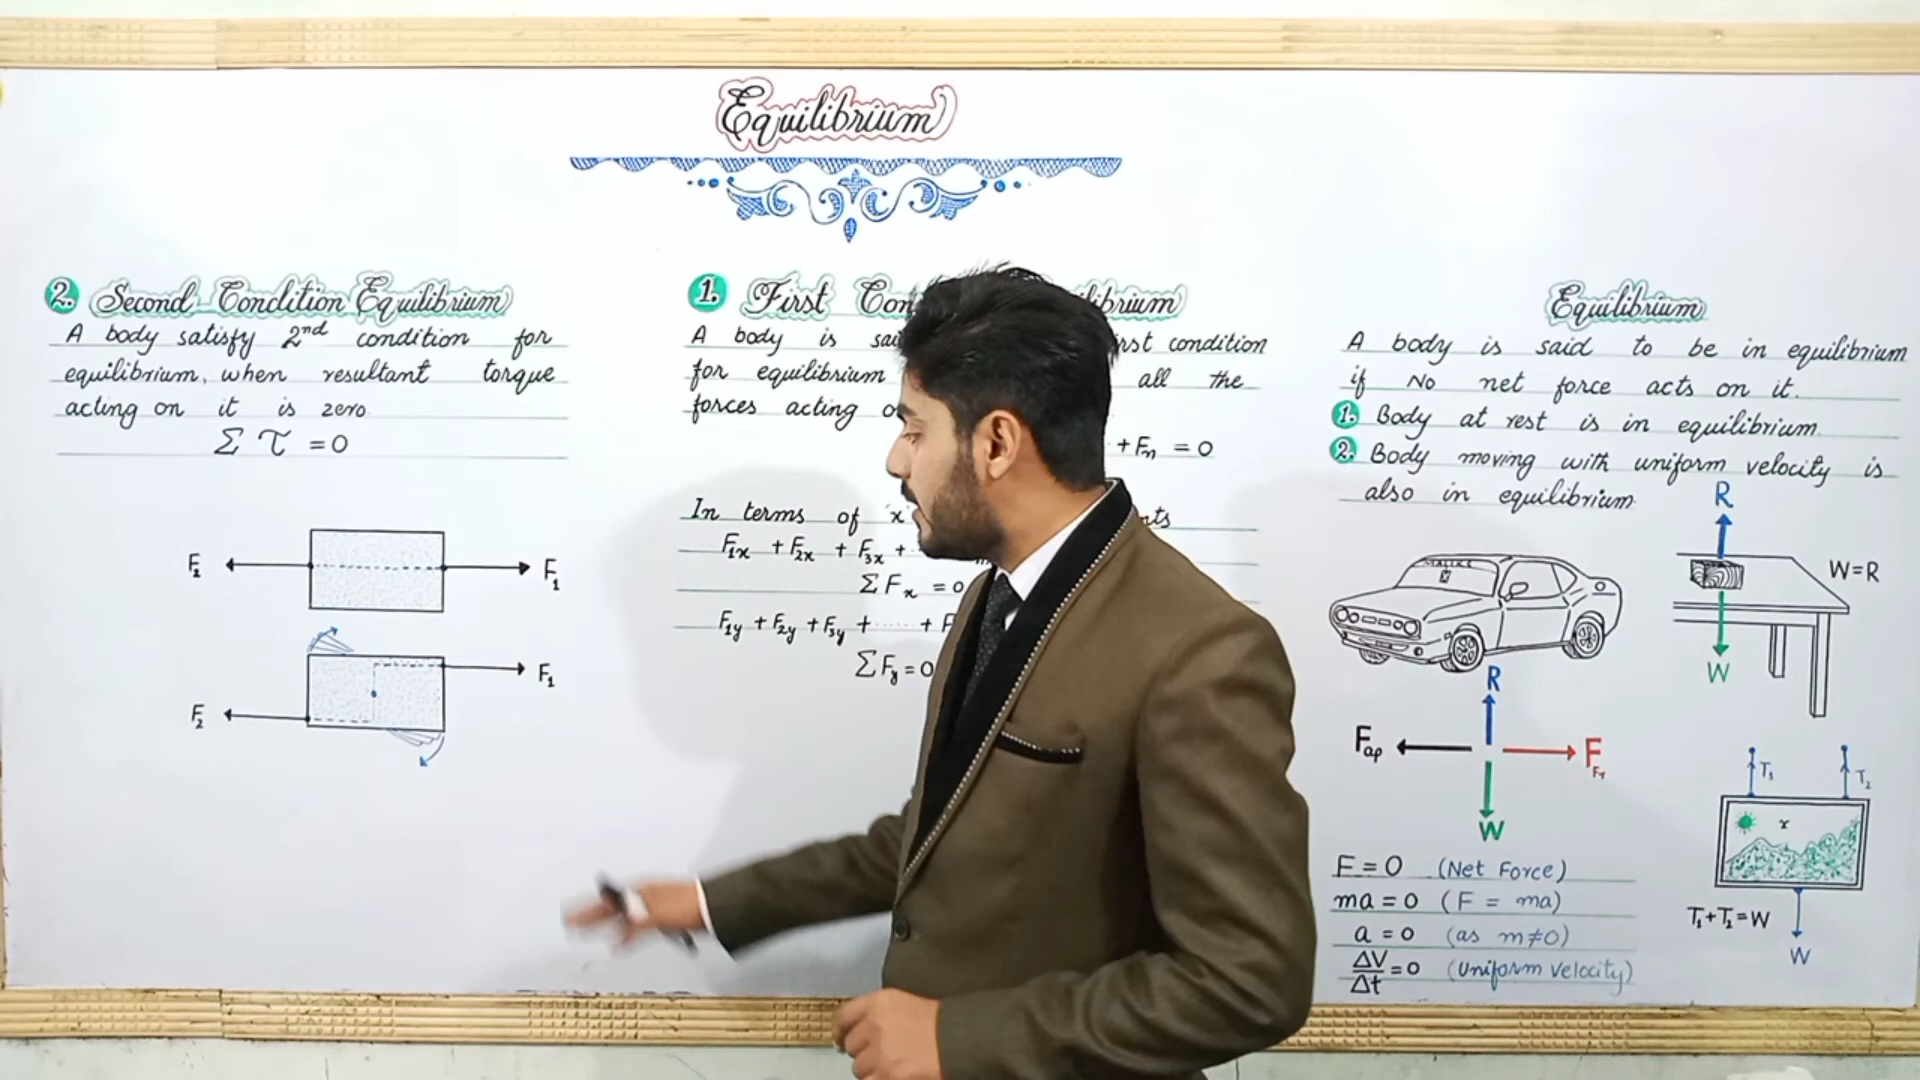 Equilibrium
2. Second Condition Equilibrium
A body satisfy 2nd condition for
equilibrium, when resultant torque
acting on it is zero.
Σ τ = 0
F2
F1
F2
F1
1. First
A body is
for equilibrium all the
forces acting
+ Fn = 0
In terms of 'x'
F1x + F2x + F3x +
ΣFx = 0
F1y + F2y + F3y + ...... +
ΣFy = 0
Equilibrium
A body is said to be in equilibrium
if No net force acts on it.
1. Body at rest is in equilibrium.
2. Body moving with uniform velocity is
also in equilibrium.
R
W=R
W
R
Fap
FFr
W
T1
T2
T1+T2=W
W
F = 0 (Net Force)
ma = 0 (F = ma)
a = 0 (as m≠0)
ΔV/Δt = 0 (Uniform Velocity)